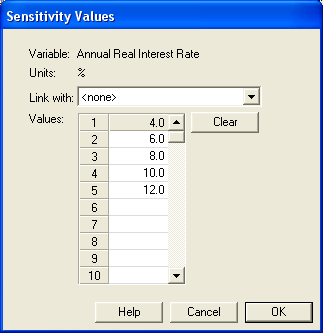 Sensitivity Values
Variable: Annual Real Interest Rate
Units: %
Link with: <none>
Values: 1 4.0 Clear
2 6.0
3 8.0
4 10.0
5 12.0
6
7
8
9
10
Help Cancel OK